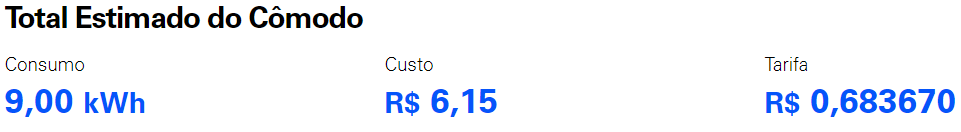 Total Estimado do Cômodo
Consumo Custo Tarifa
9,00 kWh R$ 6,15 R$ 0,683670